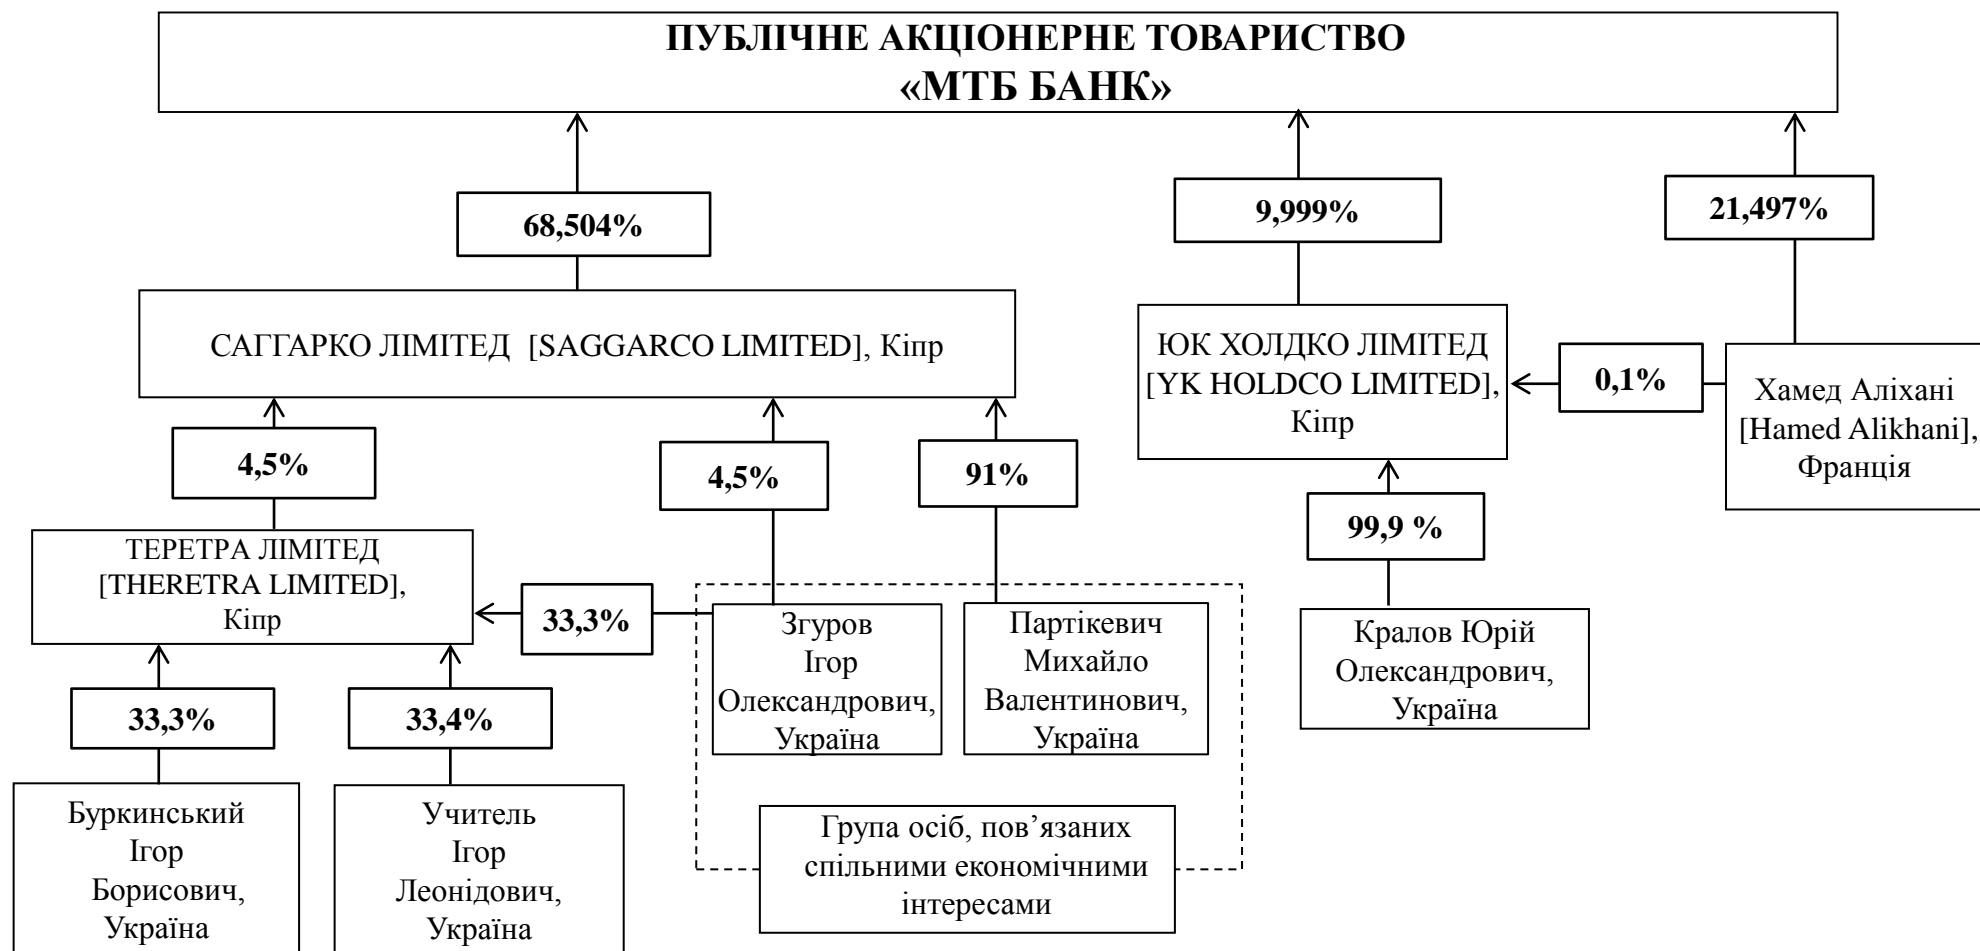 ПУБЛІЧНЕ АКЦІОНЕРНЕ ТОВАРИСТВО
«МТБ БАНК»
68,504%
9,999%
21,497%
САГГАРКО ЛІМІТЕД [SAGGARCO LIMITED], Кіпр
ЮК ХОЛДКО ЛІМІТЕД
[YK HOLDCO LIMITED],
Кіпр
0,1%
Хамед Аліхані
[Hamed Alikhani],
Франція
4,5%
4,5%
91%
99,9 %
ТЕРЕТРА ЛІМІТЕД
[THERETRA LIMITED],
Кіпр
33,3%
Згуров
Ігор
Олександрович,
Україна
Партікевич
Михайло
Валентинович,
Україна
Кралов Юрій
Олександрович,
Україна
33,3%
33,4%
Буркинський
Ігор
Борисович,
Україна
Учитель
Ігор
Леонідович,
Україна
Група осіб, пов’язаних
спільними економічними
інтересами